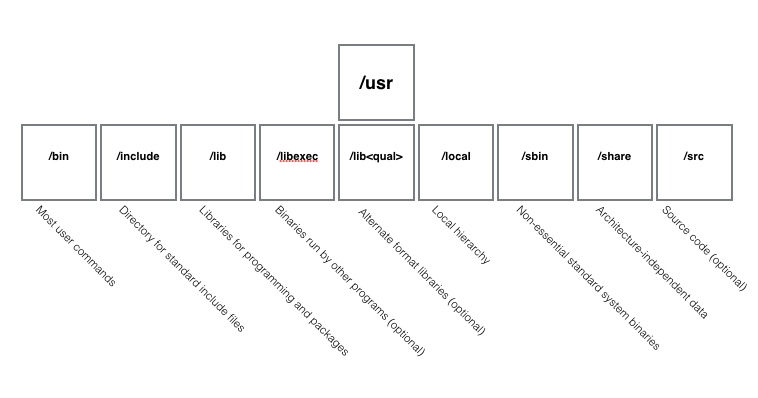 /usr
/bin
/include
/lib
/libexec
/lib<qual>
/local
/sbin
/share
/src
Most user commands
Directory for standard include files
Libraries for programming and packages
Binaries run by other programs (optional)
Alternate format libraries (optional)
Local hierarchy
Non-essential standard system binaries
Architecture-independent data
Source code (optional)